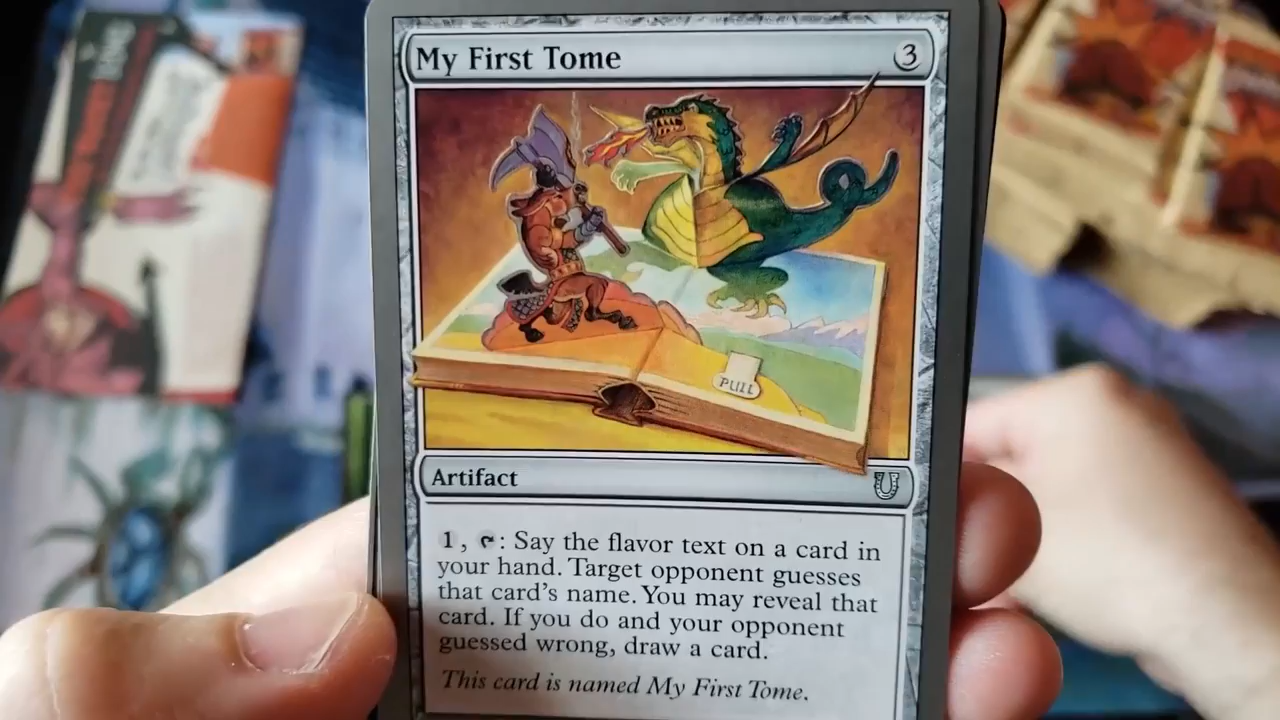 My First Tome 3
PULL
Artifact
1, : Say the flavor text on a card in
your hand. Target opponent guesses
that card's name. You may reveal that
card. If you do and your opponent
guessed wrong, draw a card.
This card is named My First Tome.